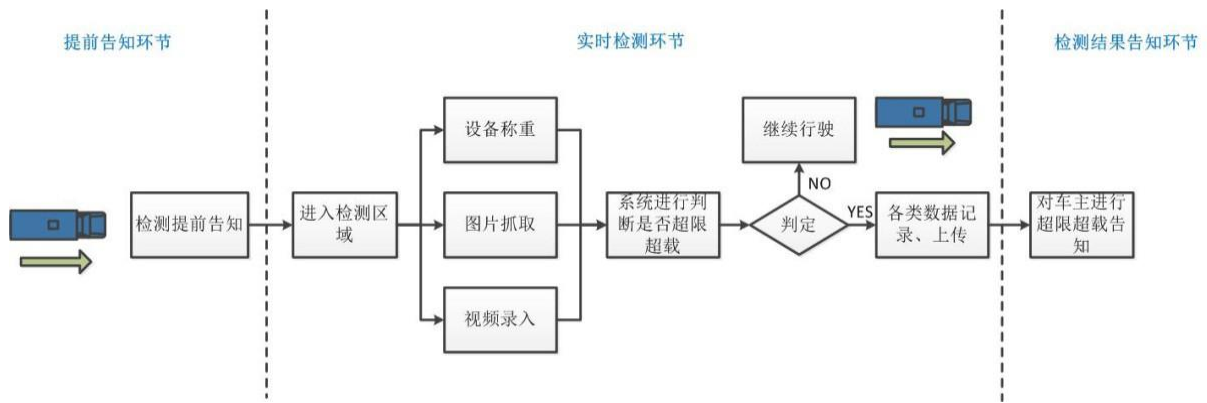 提前告知环节
实时检测环节
检测结果告知环节
检测提前告知
进入检测区
域
设备称重
图片抓取
视频录入
系统进行判
断是否超限
超载
继续行驶
NO
判定
YES
各类数据记
录、上传
对车主进行
超限超载告
知